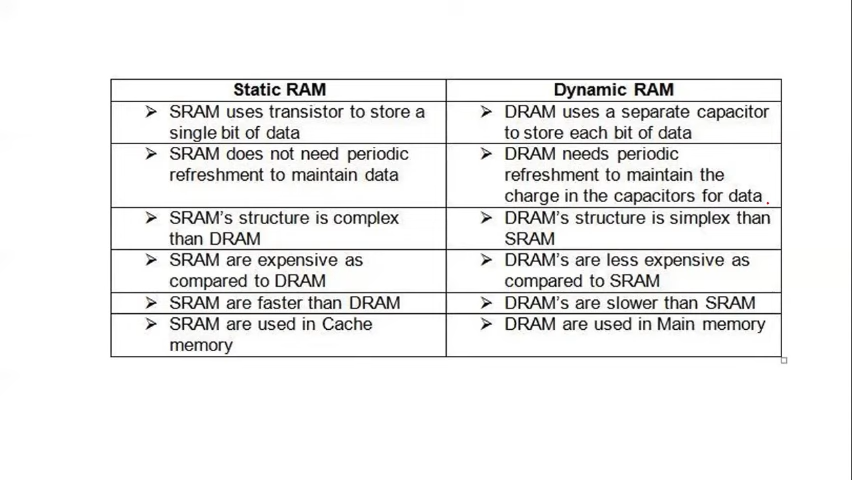 Static RAM
Dynamic RAM
➢ SRAM uses transistor to store a
single bit of data
➢ DRAM uses a separate capacitor
to store each bit of data
➢ SRAM does not need periodic
refreshment to maintain data
➢ DRAM needs periodic
refreshment to maintain the
charge in the capacitors for data .
➢ SRAM's structure is complex
than DRAM
➢ DRAM's structure is simplex than
SRAM
➢ SRAM are expensive as
compared to DRAM
➢ DRAM's are less expensive as
compared to SRAM
➢ SRAM are faster than DRAM
➢ DRAM's are slower than SRAM
➢ SRAM are used in Cache
memory
➢ DRAM are used in Main memory